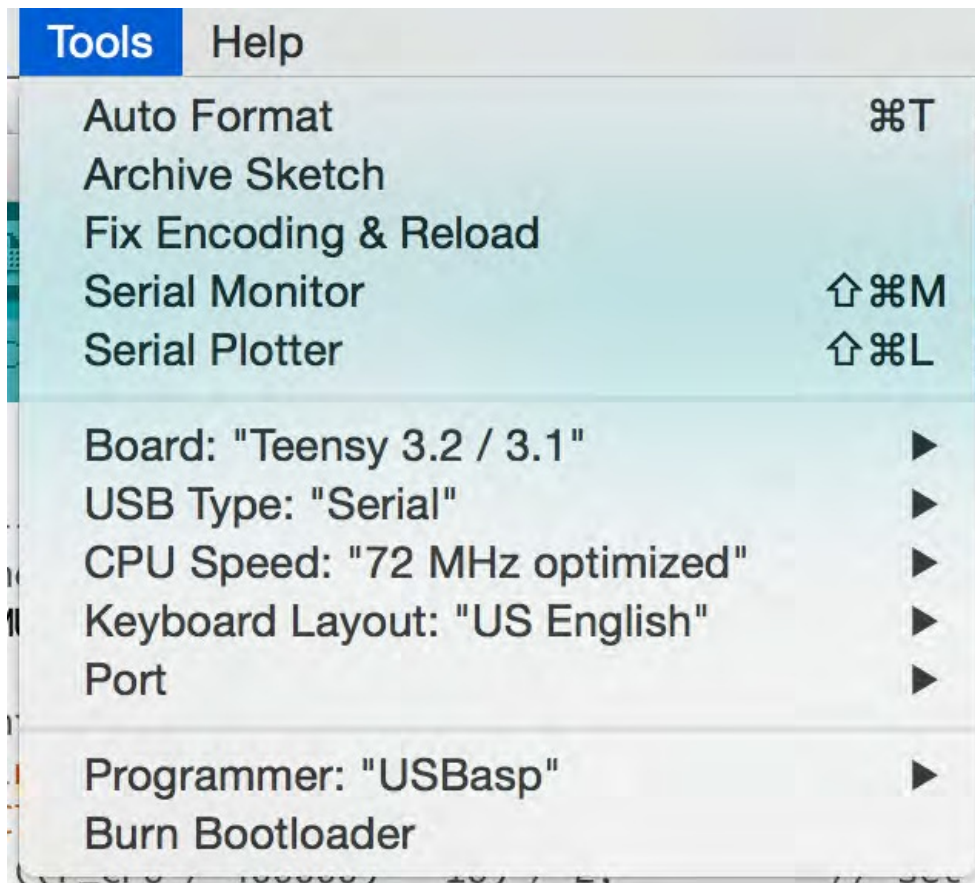 Tools Help
Auto Format ⌘T
Archive Sketch
Fix Encoding & Reload
Serial Monitor ⇧⌘M
Serial Plotter ⇧⌘L
Board: "Teensy 3.2 / 3.1"
USB Type: "Serial"
CPU Speed: "72 MHz optimized"
Keyboard Layout: "US English"
Port
Programmer: "USBasp"
Burn Bootloader